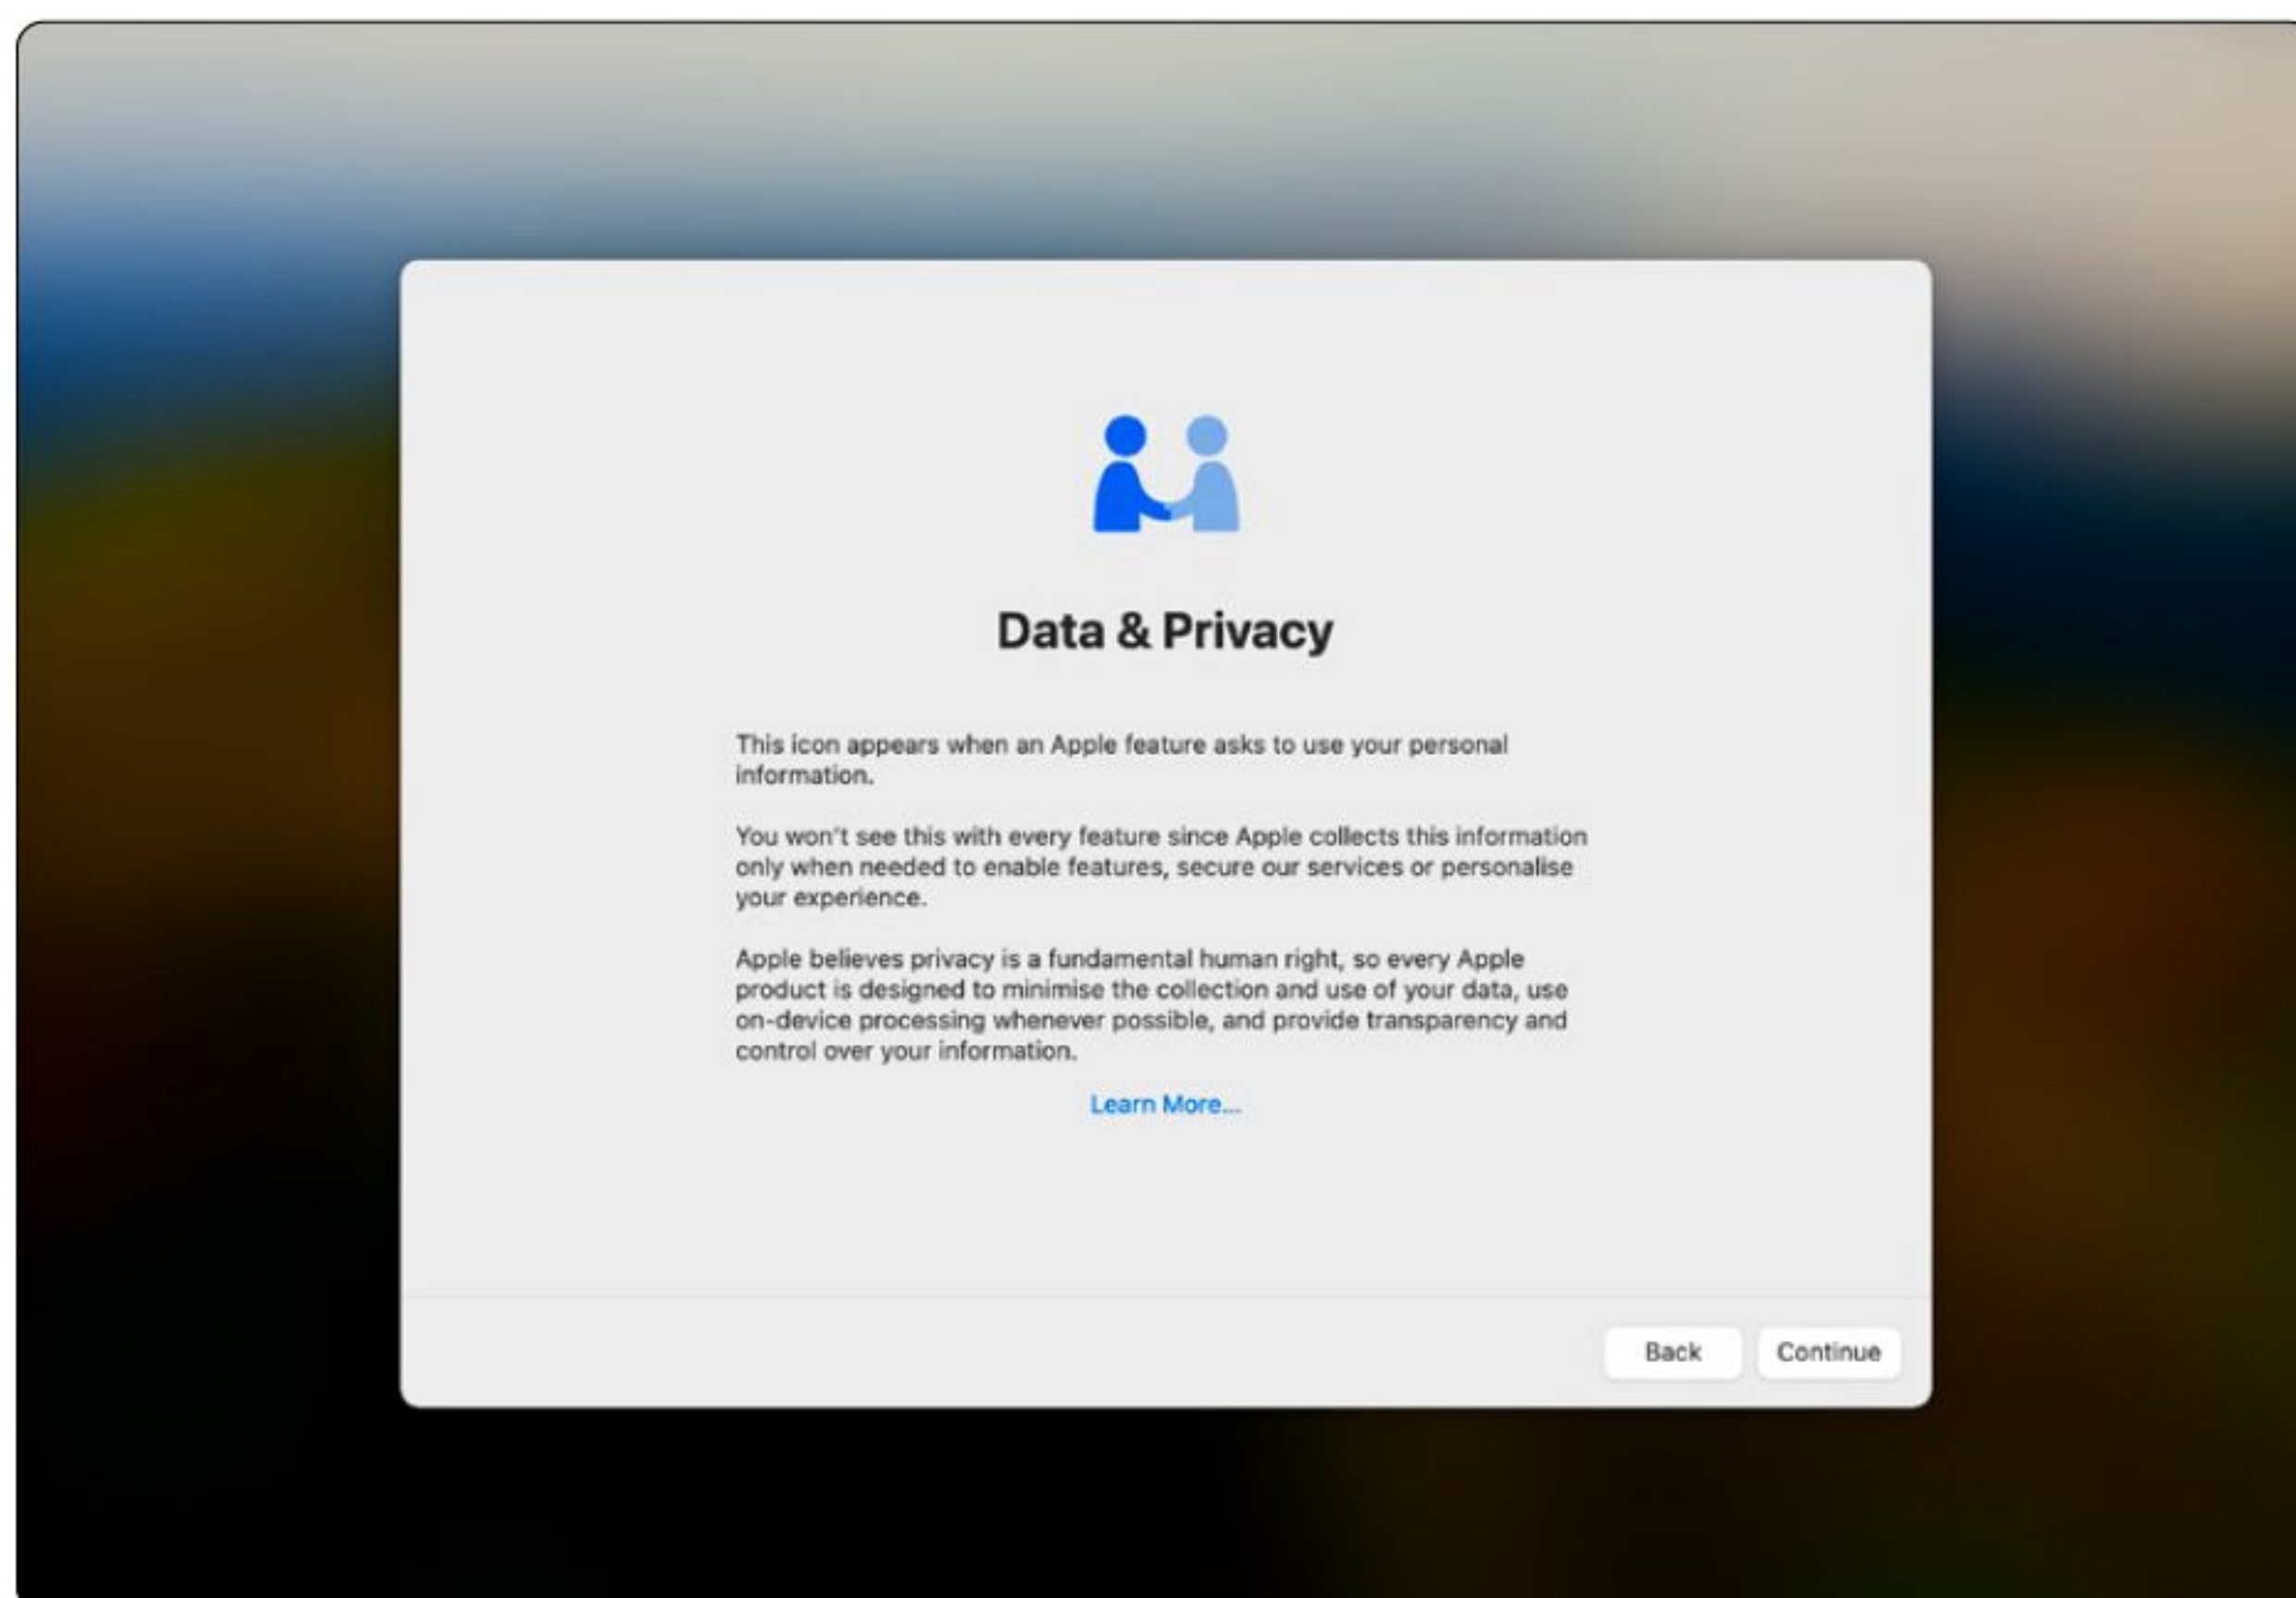 Data & Privacy
This icon appears when an Apple feature asks to use your personal
information.
You won't see this with every feature since Apple collects this information
only when needed to enable features, secure our services or personalise
your experience.
Apple believes privacy is a fundamental human right, so every Apple
product is designed to minimise the collection and use of your data, use
on-device processing whenever possible, and provide transparency and
control over your information.
Learn More...
Back
Continue